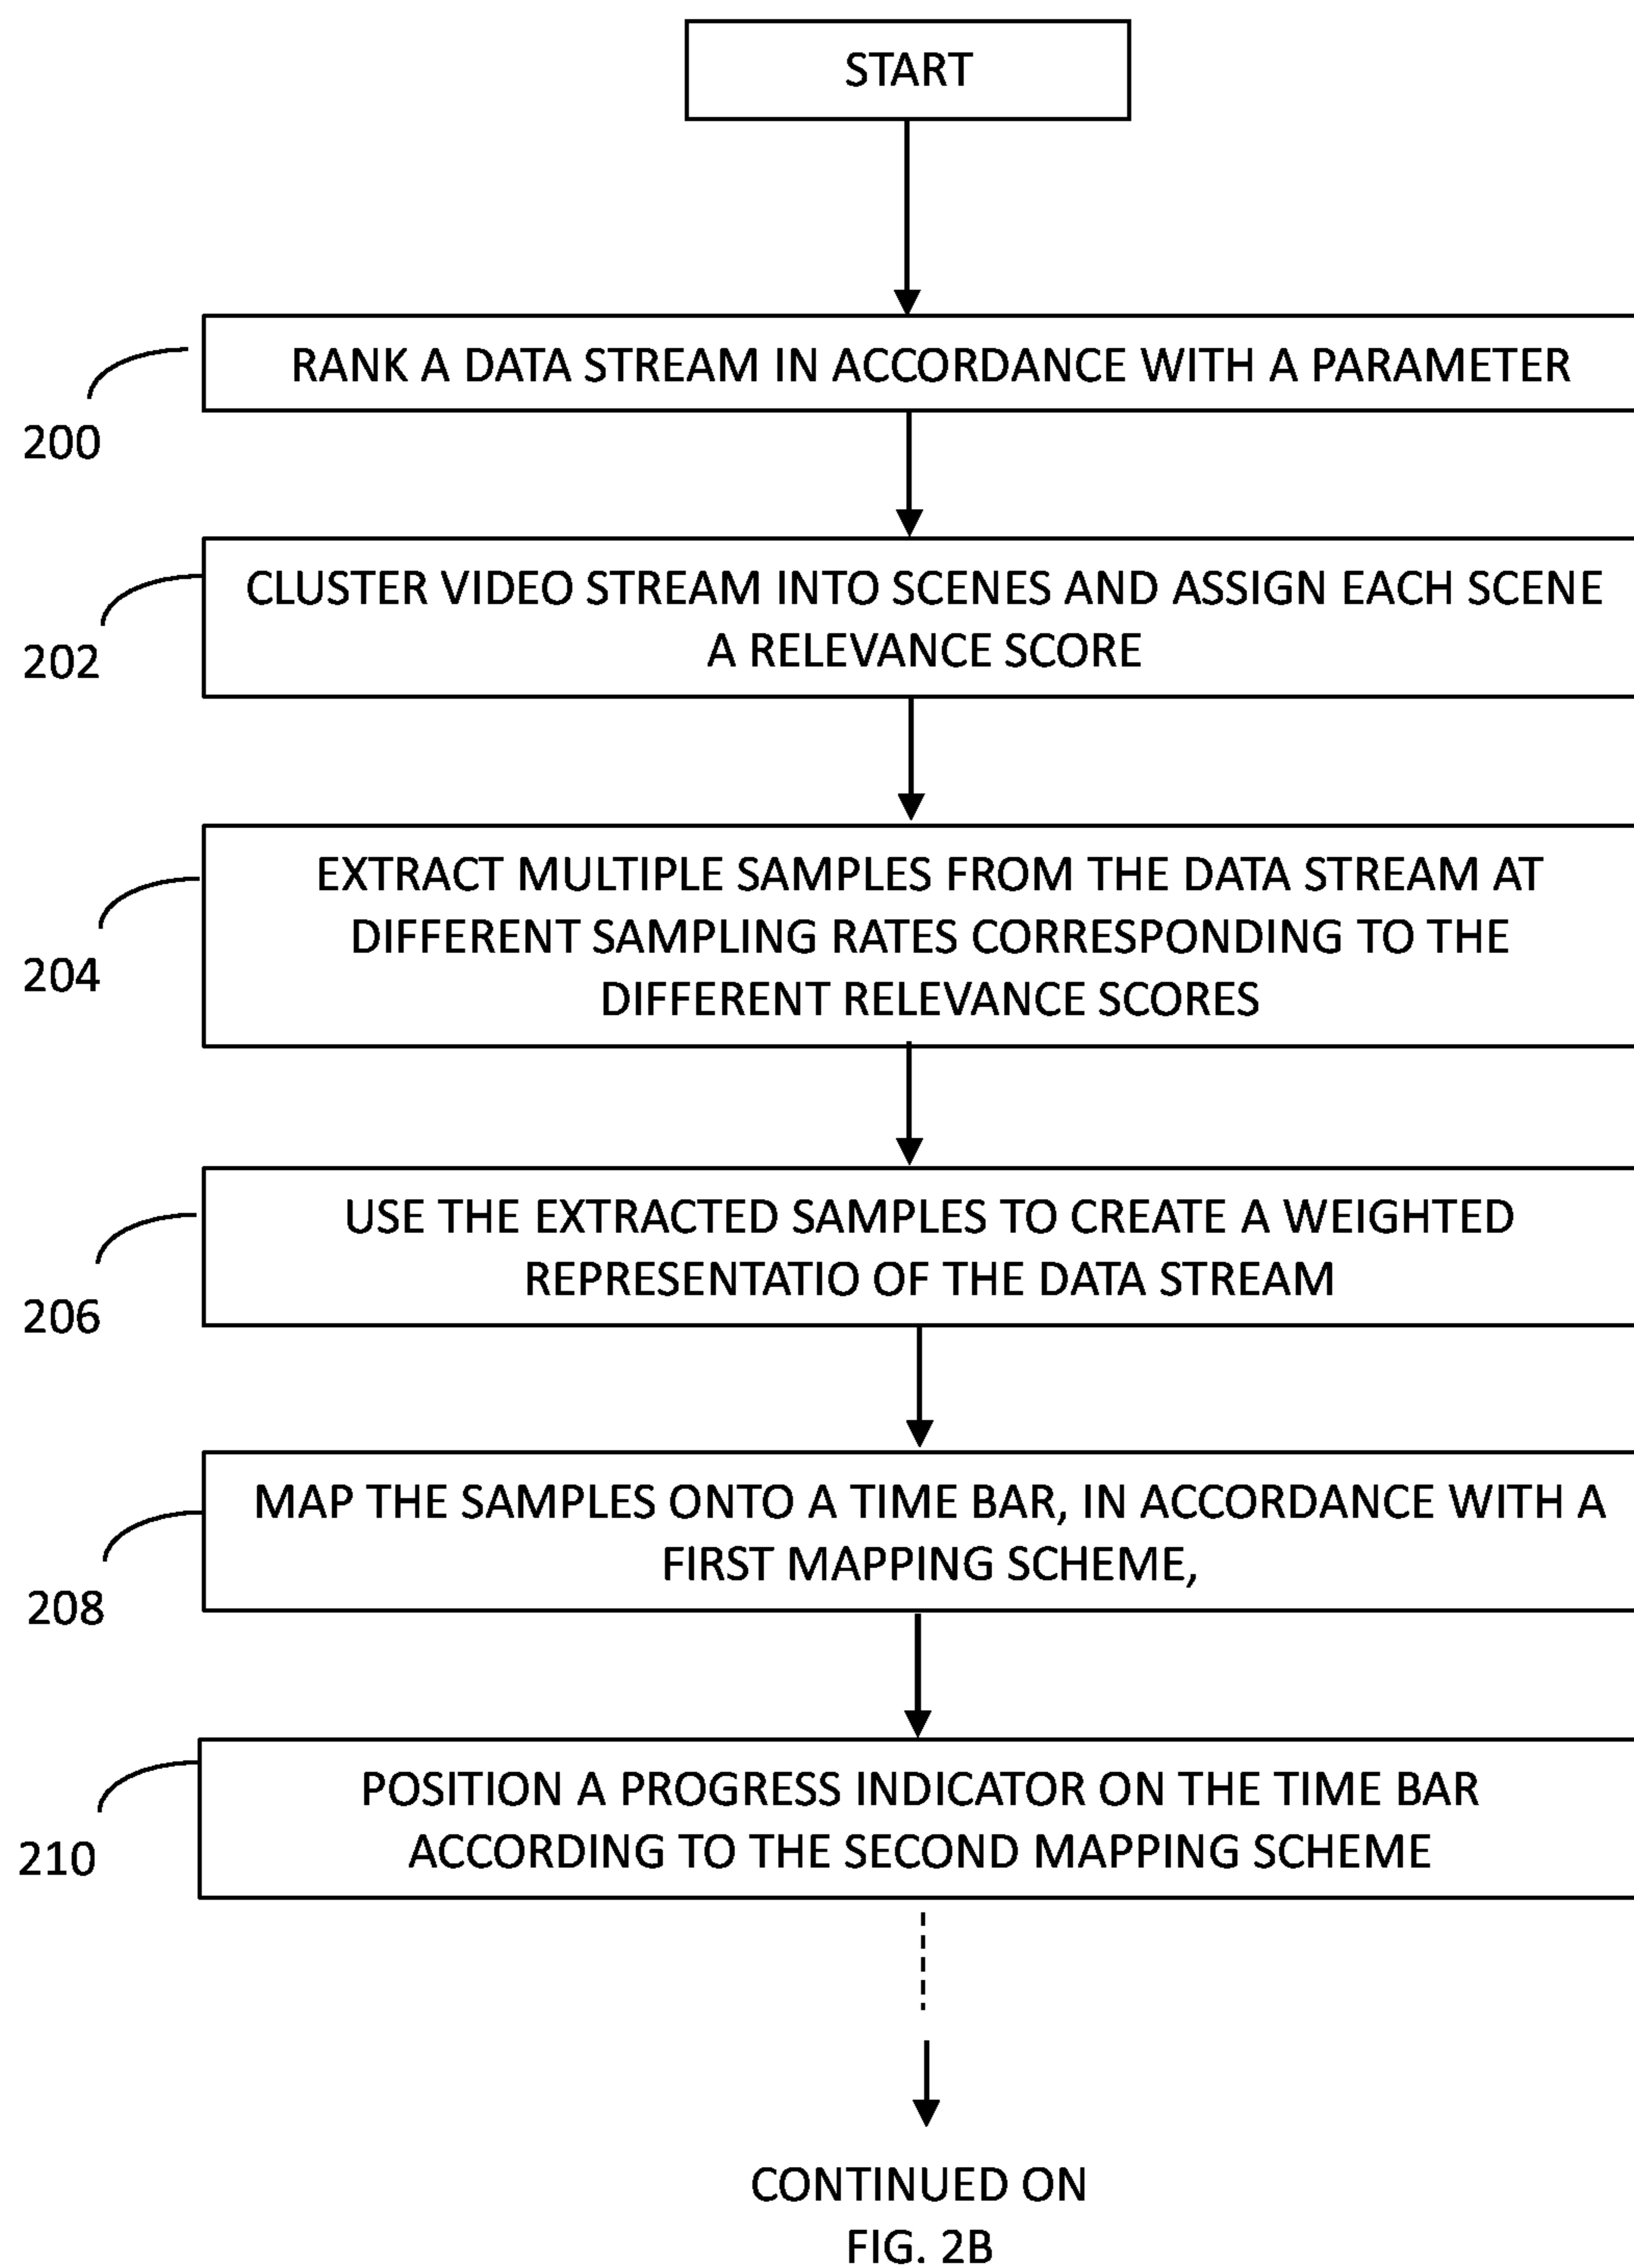 START
RANK A DATA STREAM IN ACCORDANCE WITH A PARAMETER
200
CLUSTER VIDEO STREAM INTO SCENES AND ASSIGN EACH SCENE
A RELEVANCE SCORE
202
EXTRACT MULTIPLE SAMPLES FROM THE DATA STREAM AT
DIFFERENT SAMPLING RATES CORRESPONDING TO THE
DIFFERENT RELEVANCE SCORES
204
USE THE EXTRACTED SAMPLES TO CREATE A WEIGHTED
REPRESENTATIO OF THE DATA STREAM
206
MAP THE SAMPLES ONTO A TIME BAR, IN ACCORDANCE WITH A
FIRST MAPPING SCHEME,
208
POSITION A PROGRESS INDICATOR ON THE TIME BAR
ACCORDING TO THE SECOND MAPPING SCHEME
210
CONTINUED ON
FIG. 2B